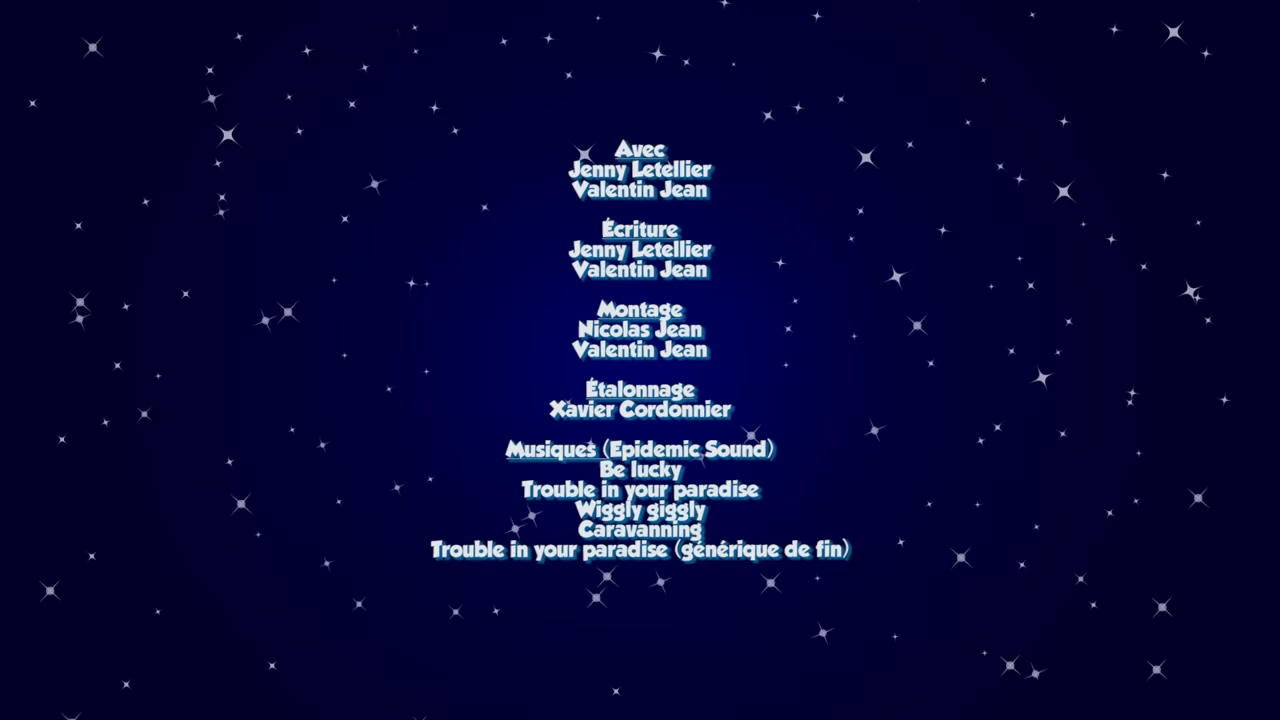 Avec
Jenny Letellier
Valentin Jean
Écriture
Jenny Letellier
Valentin Jean
Montage
Nicolas Jean
Valentin Jean
Étalonnage
Xavier Cordonnier
Musiques (Epidemic Sound)
Be lucky
Trouble in your paradise
Wiggly giggly
Caravanning
Trouble in your paradise (générique de fin)